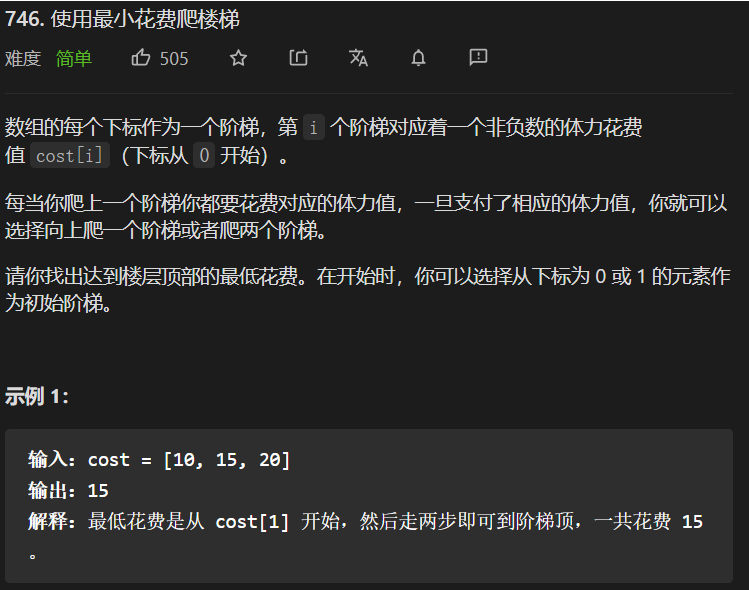 746. 使用最小花费爬楼梯
难度 简单 505
数组的每个下标作为一个阶梯，第 i 个阶梯对应着一个非负数的体力花费
值 cost[i]（下标从 0 开始）。
每当你爬上一个阶梯你都要花费对应的体力值，一旦支付了相应的体力值，你就可以
选择向上爬一个阶梯或者爬两个阶梯。
请你找出达到楼层顶部的最低花费。在开始时，你可以选择从下标为 0 或 1 的元素作
为初始阶梯。
示例 1:
输入：cost = [10, 15, 20]
输出：15
解释：最低花费是从 cost[1] 开始，然后走两步即可到阶梯顶，一共花费 15
。